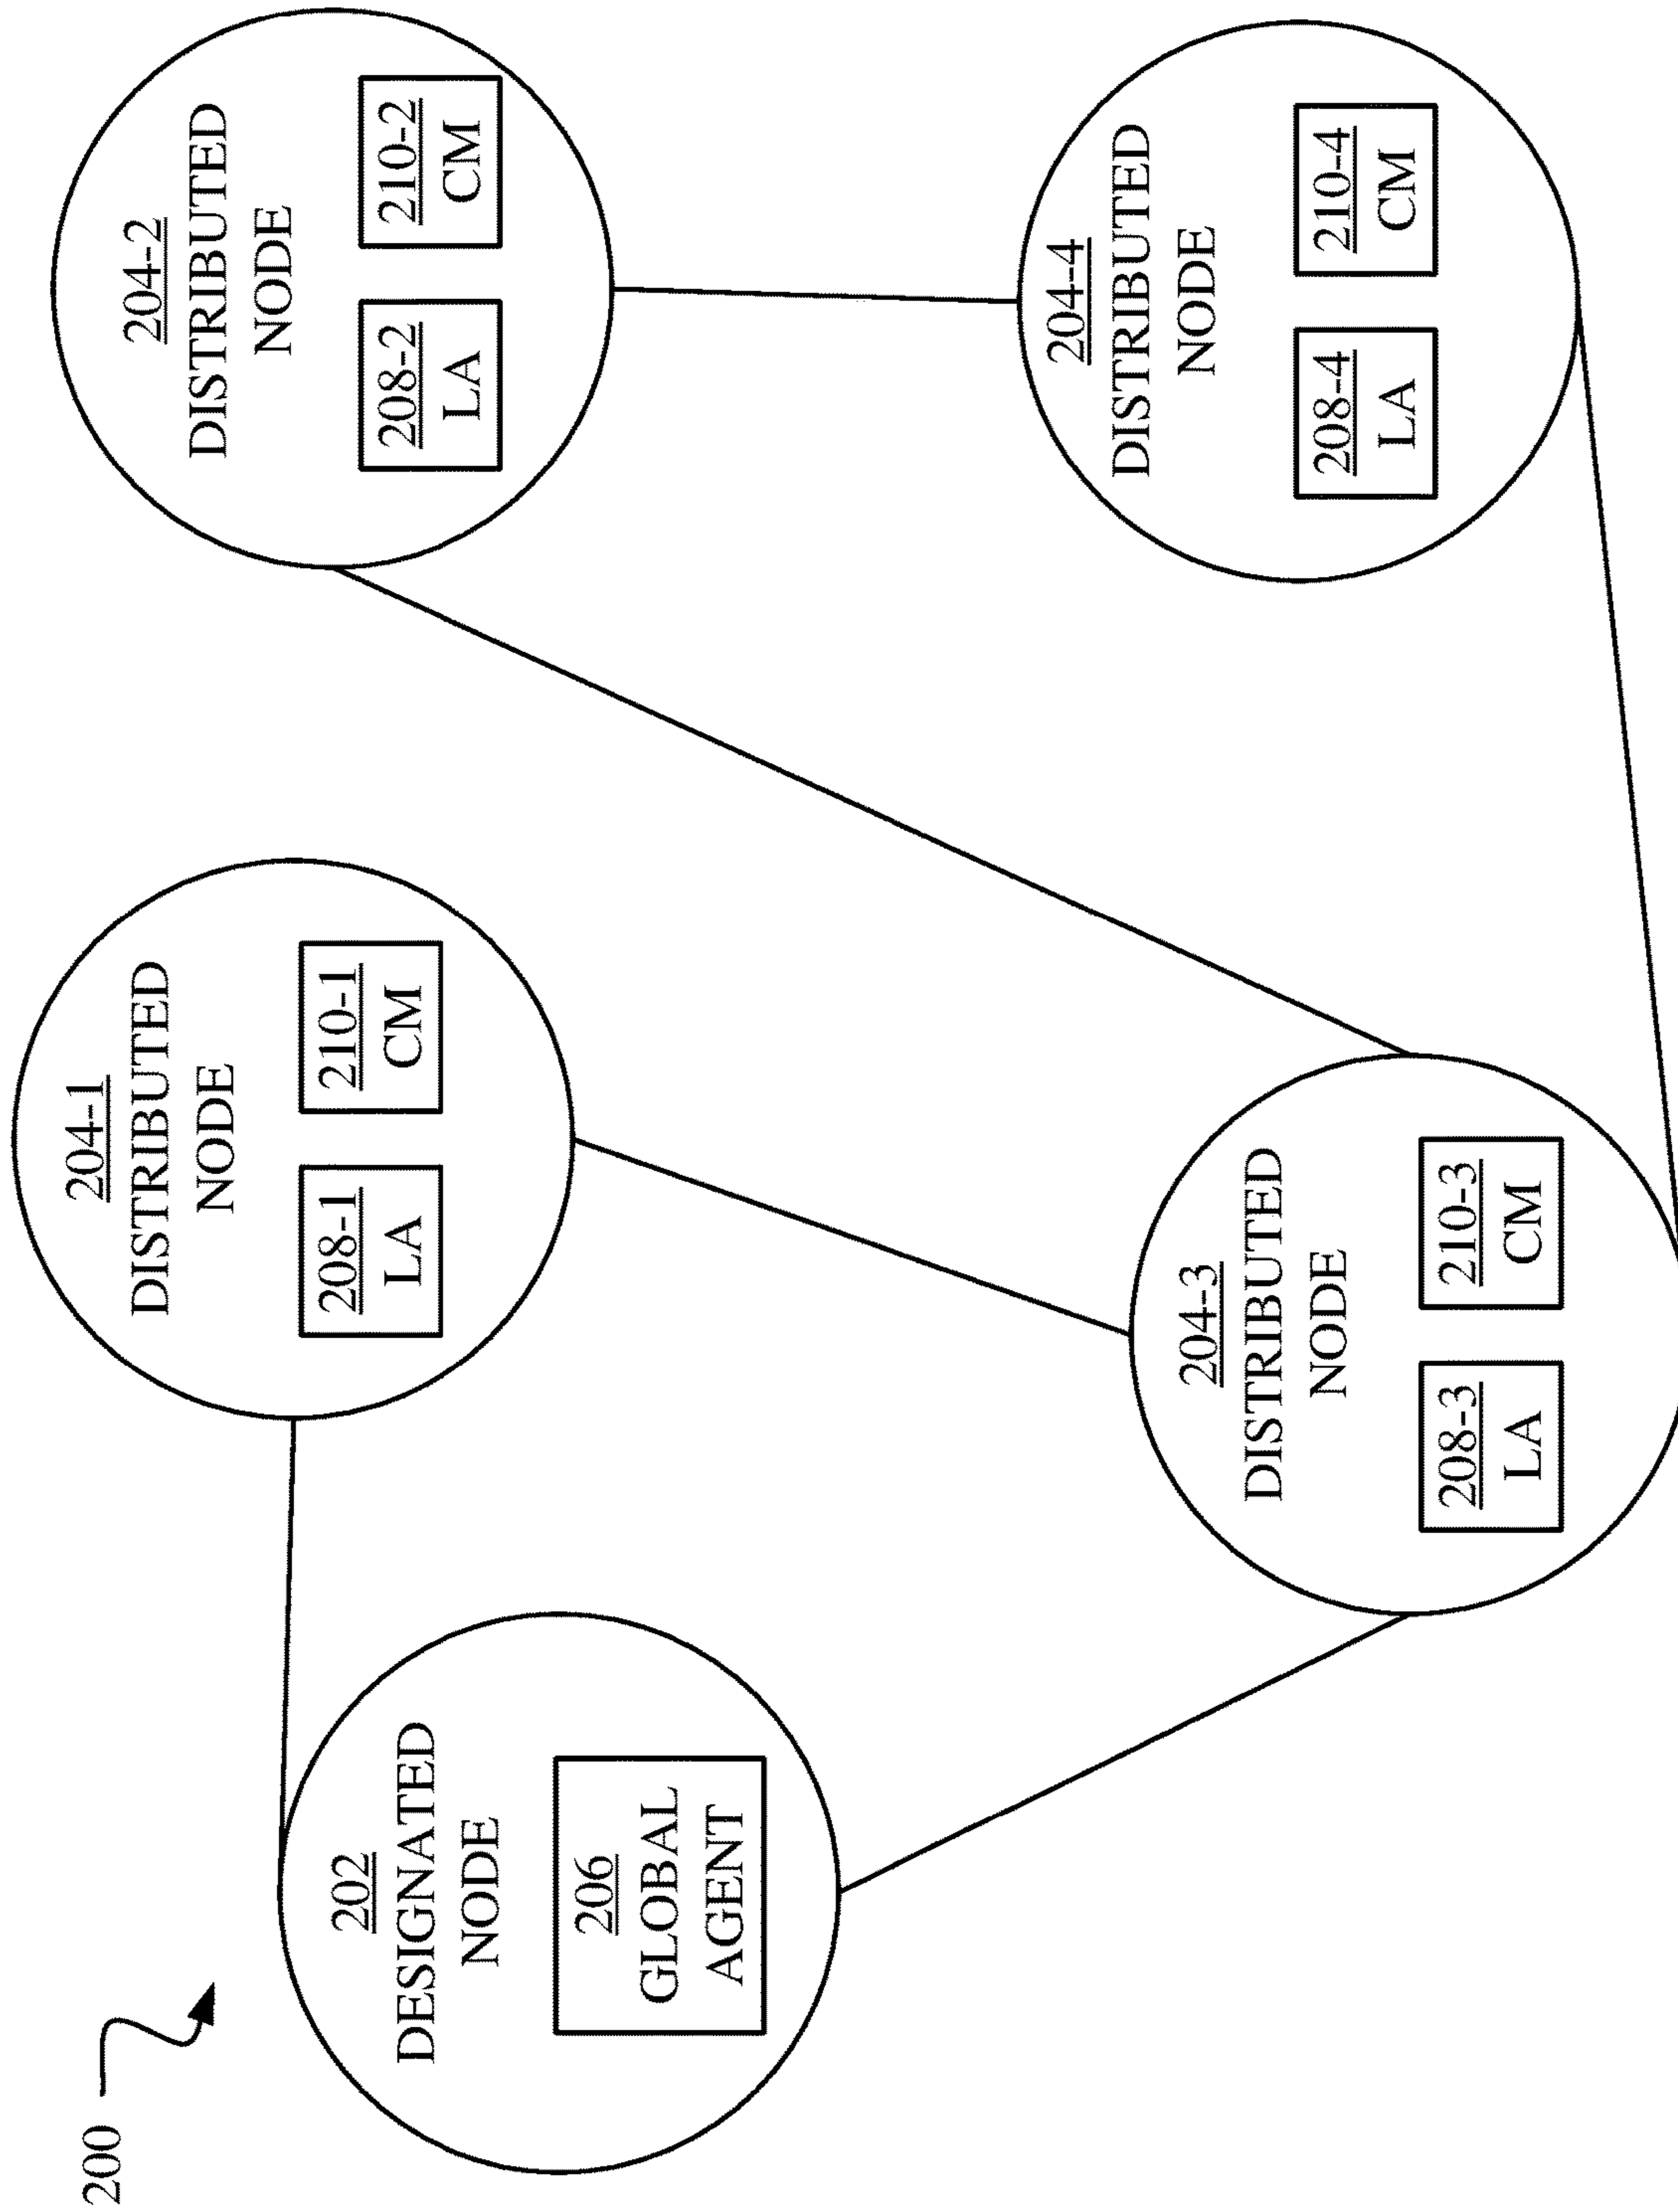 200
202
DESIGNATED
NODE
206
GLOBAL
AGENT
204-1
DISTRIBUTED
NODE
208-1
LA
210-1
CM
204-2
DISTRIBUTED
NODE
208-2
LA
210-2
CM
204-3
DISTRIBUTED
NODE
208-3
LA
210-3
CM
204-4
DISTRIBUTED
NODE
208-4
LA
210-4
CM